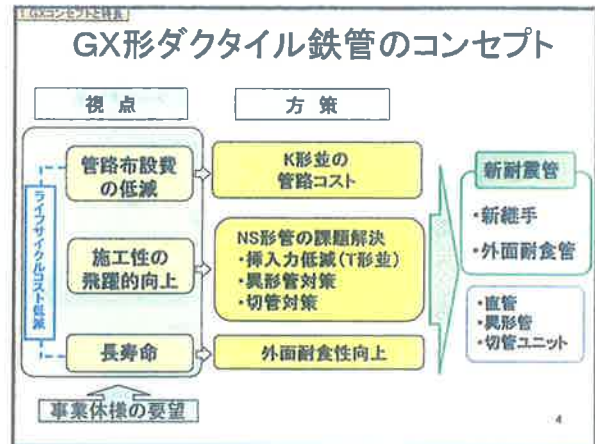 1.GXコンセプトと特長
GX形ダクタイル鉄管のコンセプト
視 点
方 策
ライフサイクルコスト低減
管路布設費
の低減
K形並の
管路コスト
施工性の
飛躍的向上
NS形管の課題解決
・挿入力低減(T形並)
・異形管対策
・切管対策
長寿命
外面耐食性向上
事業体様の要望
新耐震管
・新継手
・外面耐食管
・直管
・異形管
・切管ユニット
4